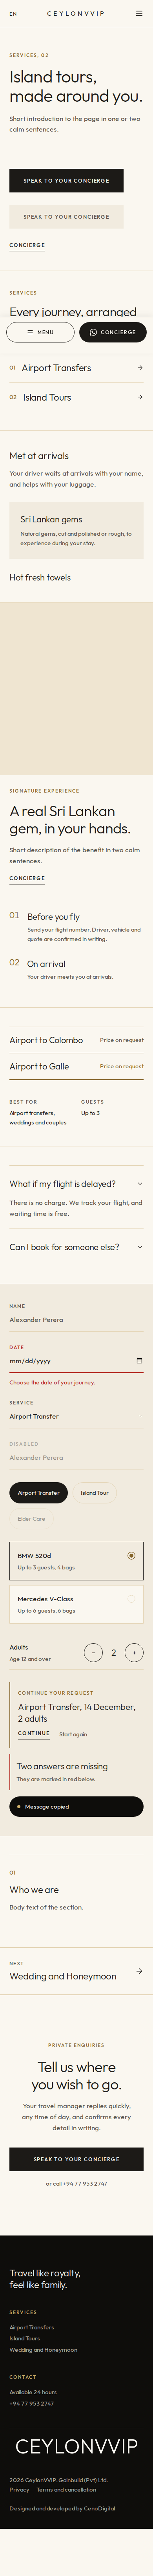 EN
CEYLONVVIP
SERVICES, 02
Island tours,
made around you.
Short introduction to the page in one or two
calm sentences.
SPEAK TO YOUR CONCIERGE
SPEAK TO YOUR CONCIERGE
CONCIERGE
SERVICES
Every journey, arranged
MENU
CONCIERGE
01 Airport Transfers
02 Island Tours
Met at arrivals
Your driver waits at arrivals with your name,
and helps with your luggage.
Sri Lankan gems
Natural gems, cut and polished or rough, to
experience during your stay.
Hot fresh towels
SIGNATURE EXPERIENCE
A real Sri Lankan
gem, in your hands.
Short description of the benefit in two calm
sentences.
CONCIERGE
01 Before you fly
Send your flight number. Driver, vehicle and
quote are confirmed in writing.
02 On arrival
Your driver meets you at arrivals.
Airport to Colombo Price on request
Airport to Galle Price on request
BEST FOR
Airport transfers,
weddings and couples
GUESTS
Up to 3
What if my flight is delayed?
There is no charge. We track your flight, and
waiting time is free.
Can I book for someone else?
NAME
Alexander Perera
DATE
mm/dd/yyyy
Choose the date of your journey.
SERVICE
Airport Transfer
DISABLED
Alexander Perera
Airport Transfer
Island Tour
Elder Care
BMW 520d
Up to 3 guests, 4 bags
Mercedes V-Class
Up to 6 guests, 6 bags
Adults
Age 12 and over
− 2 +
CONTINUE YOUR REQUEST
Airport Transfer, 14 December,
2 adults
CONTINUE Start again
Two answers are missing
They are marked in red below.
Message copied
01
Who we are
Body text of the section.
NEXT
Wedding and Honeymoon
PRIVATE ENQUIRIES
Tell us where
you wish to go.
Your travel manager replies quickly,
any time of day, and confirms every
detail in writing.
SPEAK TO YOUR CONCIERGE
or call +94 77 953 2747
Travel like royalty,
feel like family.
SERVICES
Airport Transfers
Island Tours
Wedding and Honeymoon
CONTACT
Available 24 hours
+94 77 953 2747
CEYLONVVIP
2026 CeylonVVIP. Gainbuild (Pvt) Ltd.
Privacy Terms and cancellation
Designed and developed by CenoDigital